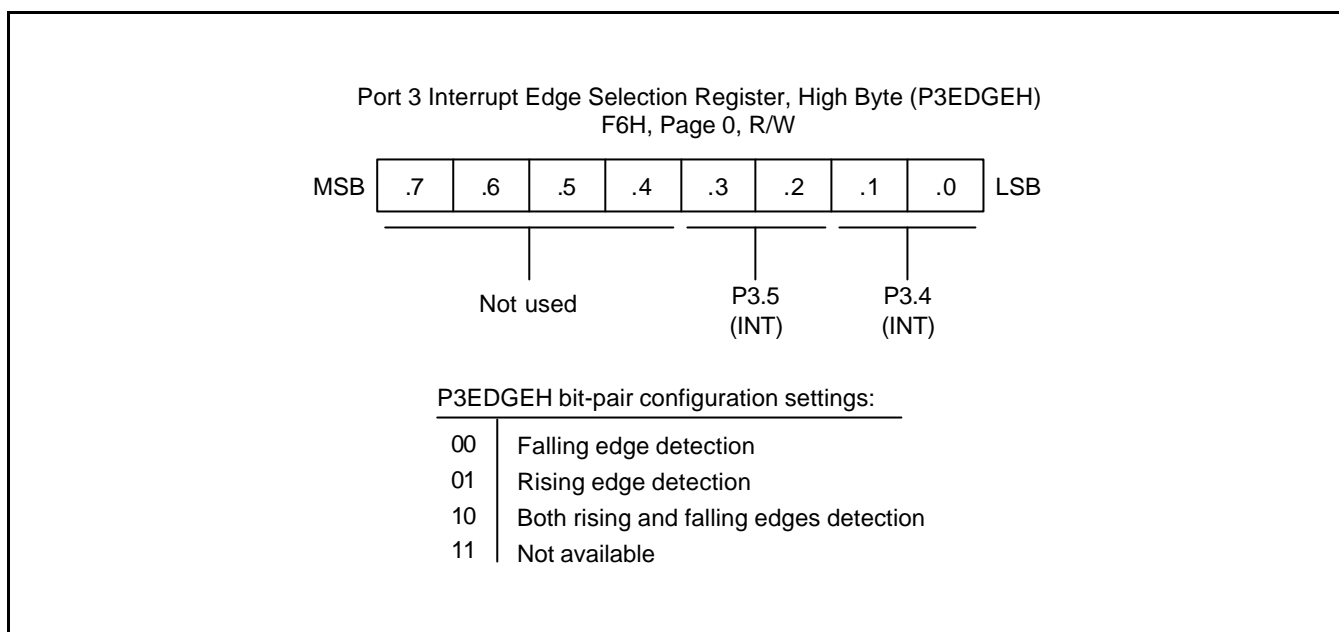 Port 3 Interrupt Edge Selection Register, High Byte (P3EDGEH)
F6H, Page 0, R/W
MSB .7 .6 .5 .4 .3 .2 .1 .0 LSB
Not used P3.5 P3.4
(INT) (INT)
P3EDGEH bit-pair configuration settings:
00 Falling edge detection
01 Rising edge detection
10 Both rising and falling edges detection
11 Not available